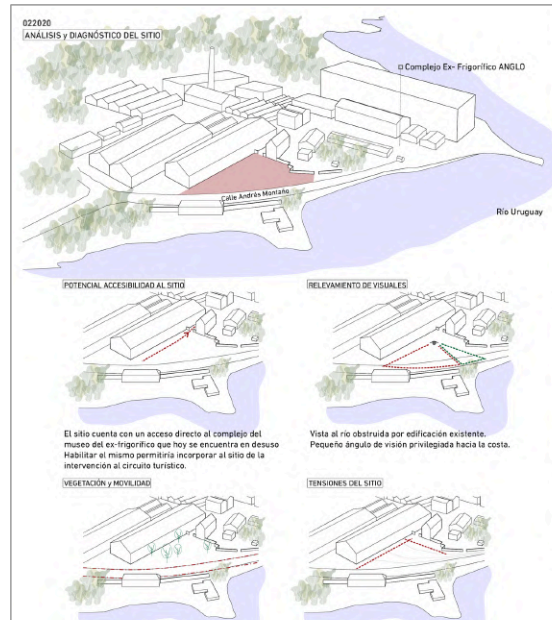 022020
ANÁLISIS y DIAGNÓSTICO DEL SITIO
Complejo Ex- Frigorífico ANGLO
Calle Andrés Montaño
Río Uruguay
POTENCIAL ACCESIBILIDAD AL SITIO
El sitio cuenta con un acceso directo al complejo del
museo del ex-frigorífico que hoy se encuentra en desuso
Habilitar el mismo permitiría incorporar al sitio de la
intervención al circuito turístico.
RELEVAMIENTO DE VISUALES
Vista al río obstruida por edificación existente.
Pequeño ángulo de visión privilegiada hacia la costa.
VEGETACIÓN y MOVILIDAD
TENSIONES DEL SITIO